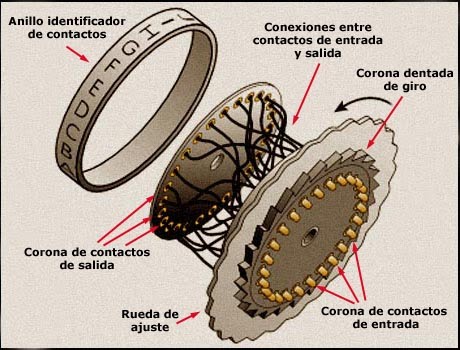 Anillo identificador
de contactos
Conexiones entre
contactos de entrada
y salida
Corona dentada
de giro
J I H G F E D C B A
Corona de contactos
de salida
Rueda de
ajuste
Corona de contactos
de entrada